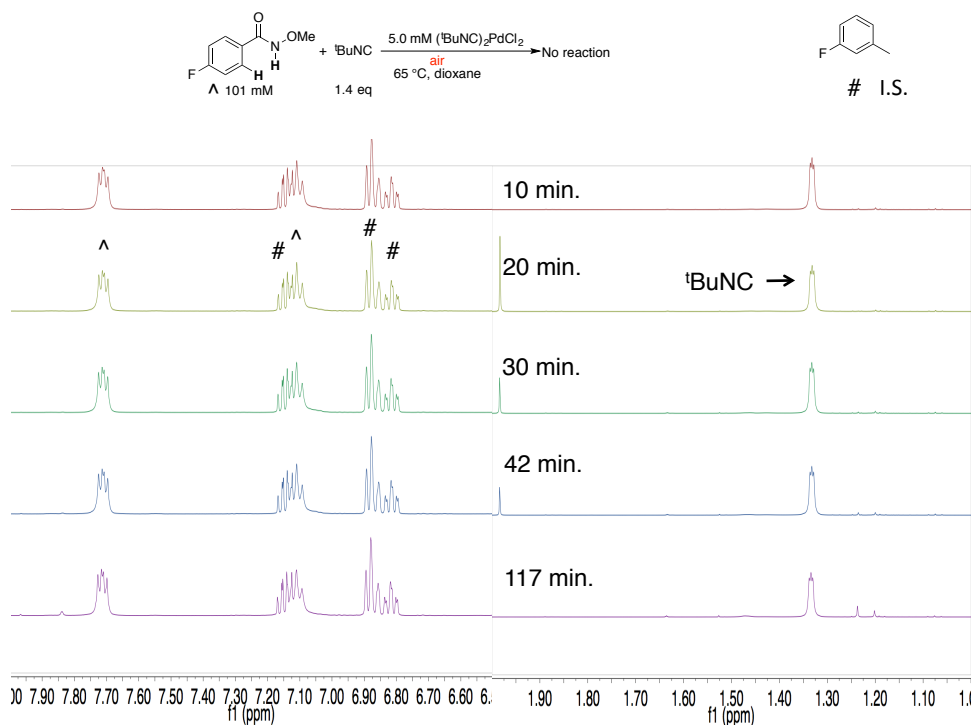 O
N
OMe
H
F
H
^ 101 mM
+ ᵗBuNC
1.4 eq
5.0 mM (ᵗBuNC)₂PdCl₂
air
65 °C, dioxane
No reaction
F
# I.S.
10 min.
^
#
^
#
#
20 min.
ᵗBuNC →
30 min.
42 min.
117 min.
00 7.90 7.80 7.70 7.60 7.50 7.40 7.30 7.20 7.10 7.00 6.90 6.80 6.70 6.60 6.5
f1 (ppm)
1.90 1.80 1.70 1.60 1.50 1.40 1.30 1.20 1.10 1.0
f1 (ppm)